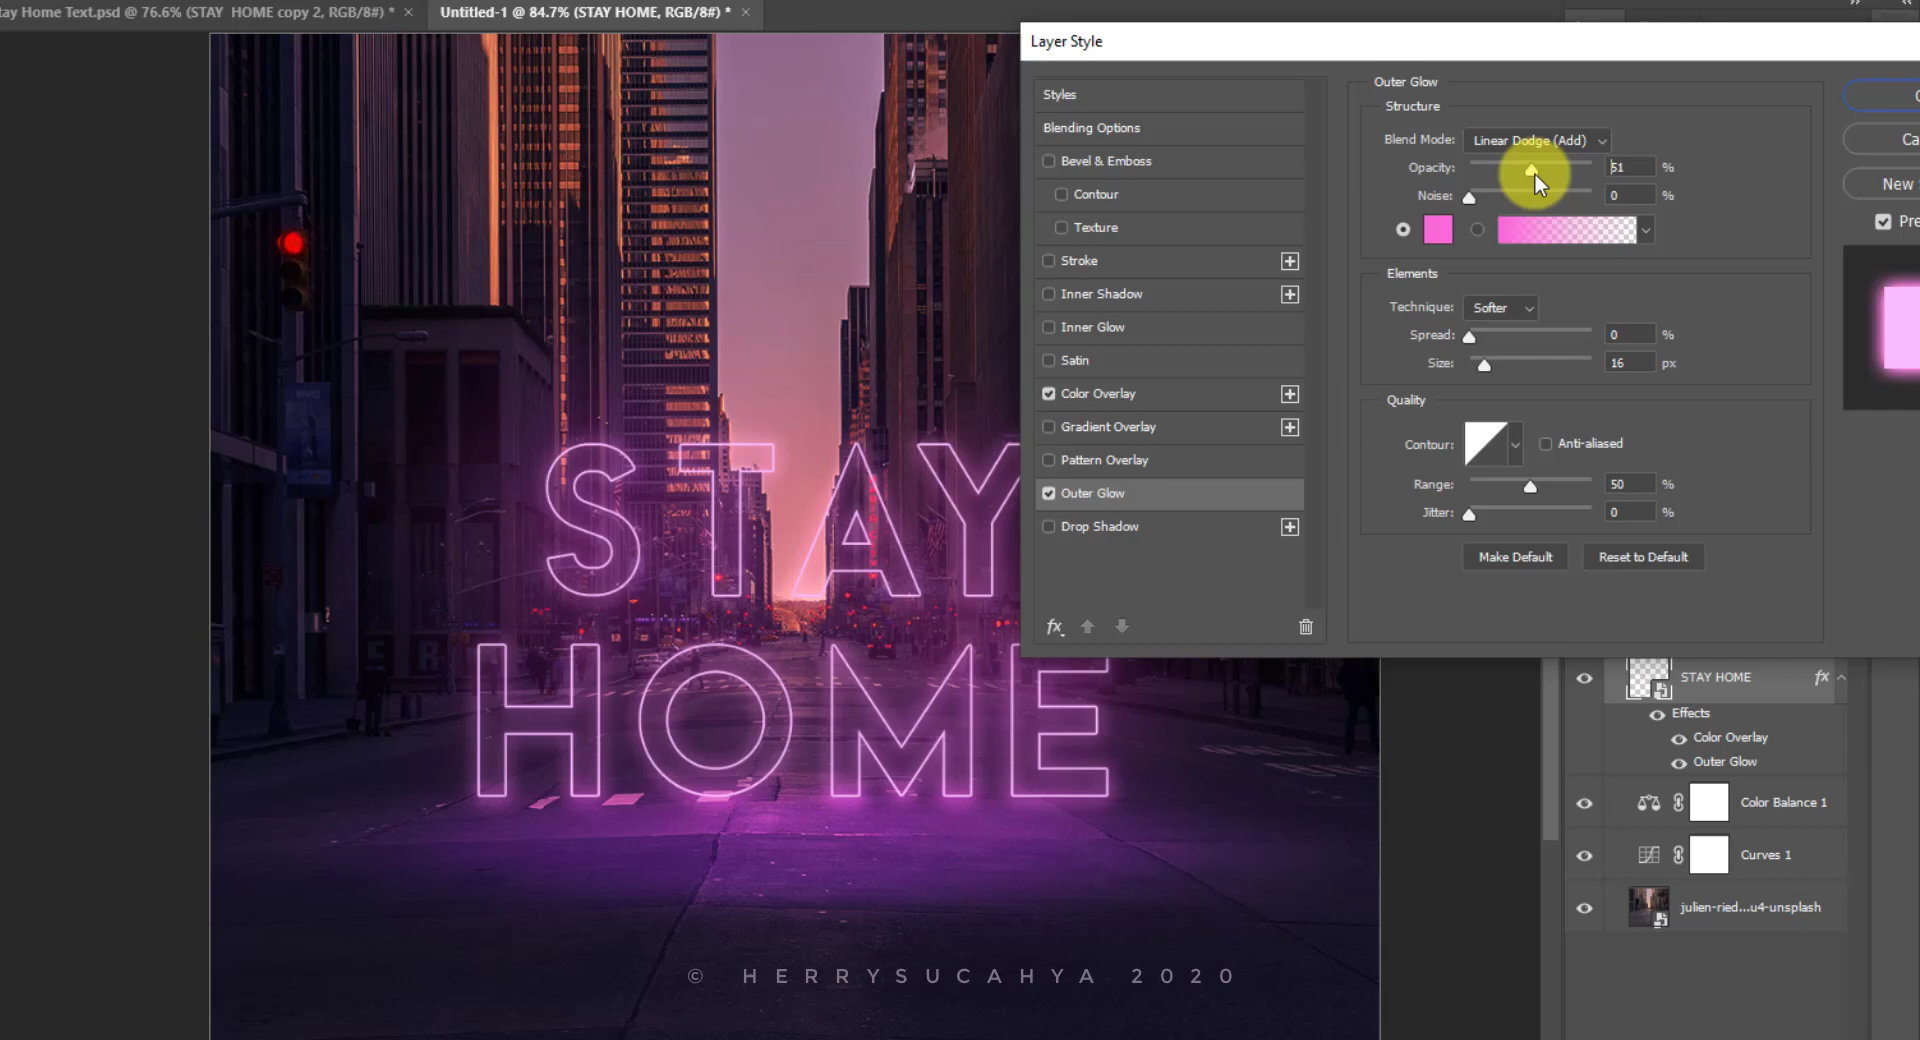 tay Home Text.psd @ 76.6% (STAY HOME copy 2, RGB/8#) * ×
Untitled-1 @ 84.7% (STAY HOME, RGB/8#) * ×
Layer Style
Styles
Blending Options
Bevel & Emboss
Contour
Texture
Stroke
Inner Shadow
Inner Glow
Satin
Color Overlay
Gradient Overlay
Pattern Overlay
Outer Glow
Drop Shadow
fx
Outer Glow
Structure
Blend Mode: Linear Dodge (Add)
Opacity: 51 %
Noise: 0 %
Elements
Technique: Softer
Spread: 0 %
Size: 16 px
Quality
Contour: Anti-aliased
Range: 50 %
Jitter: 0 %
Make Default Reset to Default
Ca
New
Pre
STAY HOME fx
Effects
Color Overlay
Outer Glow
Color Balance 1
Curves 1
julien-ried...u4-unsplash
STAY
HOME
© HERRYSUCAHYA 2020